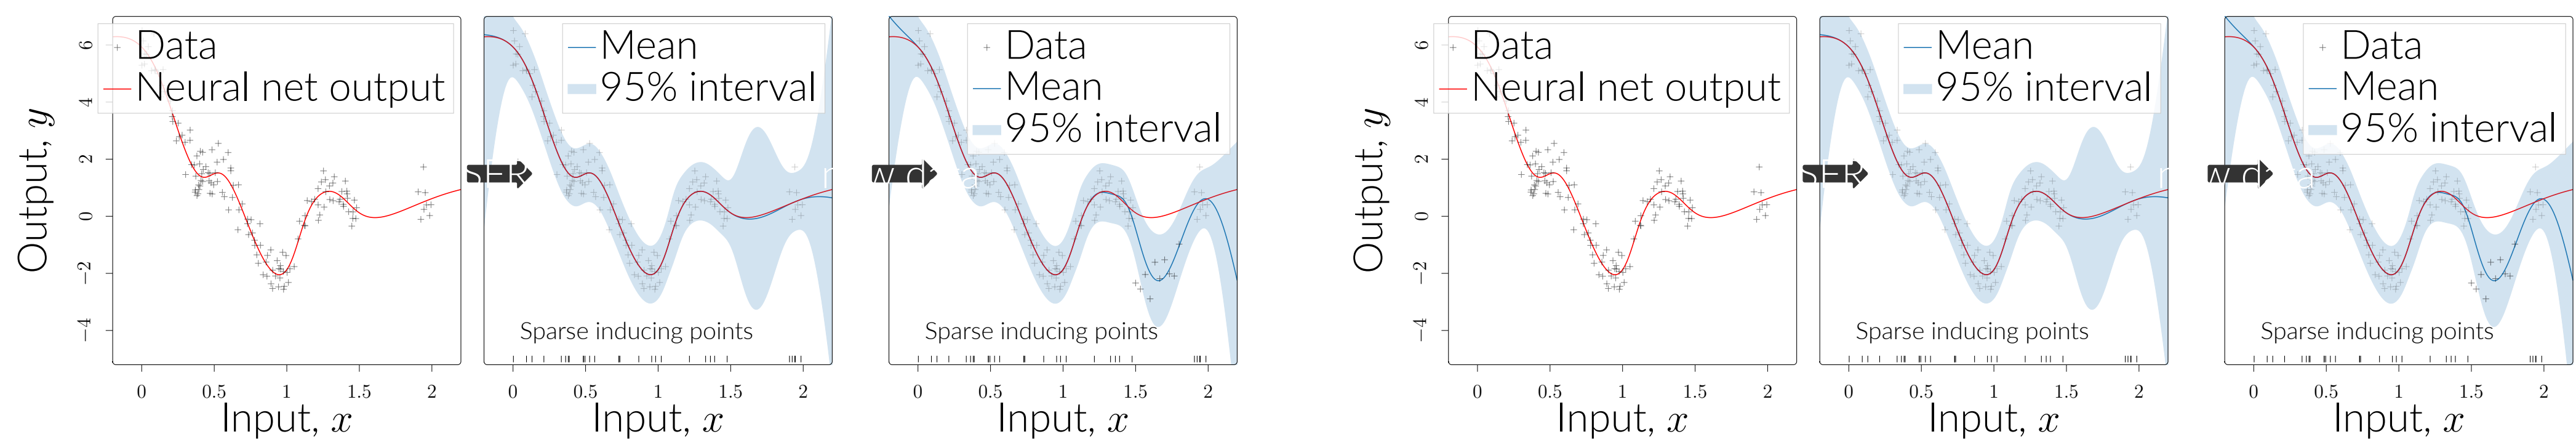 Data
Neural net output
Output, y
6
4
2
0
−2
−4
0 0.5 1 1.5 2
Input, x
SFR
Mean
95% interval
Sparse inducing points
0 0.5 1 1.5 2
Input, x
Data
Mean
95% interval
Sparse inducing points
0 0.5 1 1.5 2
Input, x
Data
Neural net output
Output, y
6
4
2
0
−2
−4
0 0.5 1 1.5 2
Input, x
SFR
Mean
95% interval
Sparse inducing points
0 0.5 1 1.5 2
Input, x
Data
Mean
95% interval
Sparse inducing points
0 0.5 1 1.5 2
Input, x